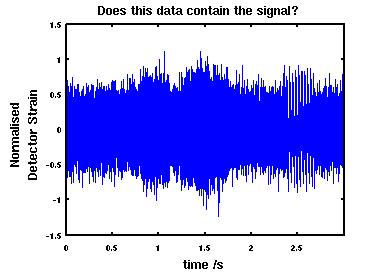 Does this data contain the signal?
1.5
1
0.5
0
-0.5
-1
-1.5
Normalised
Detector Strain
0 0.5 1 1.5 2 2.5
time /s